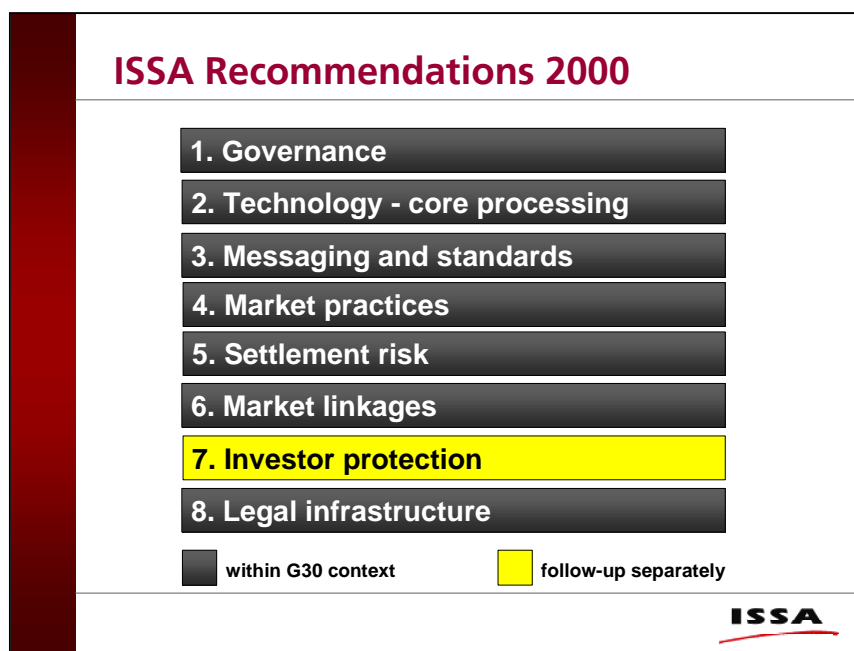 ISSA Recommendations 2000
1. Governance
2. Technology - core processing
3. Messaging and standards
4. Market practices
5. Settlement risk
6. Market linkages
7. Investor protection
8. Legal infrastructure
within G30 context
follow-up separately
ISSA